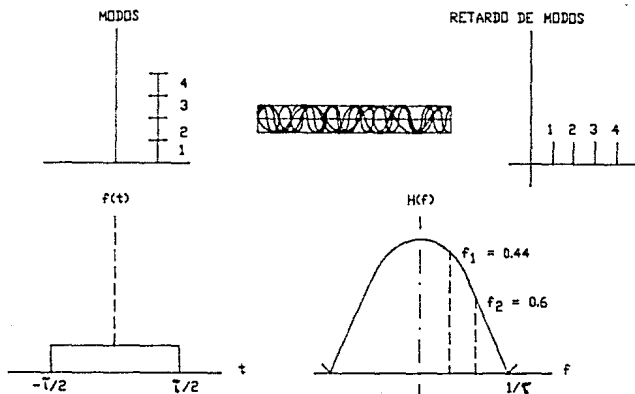 MODOS
4
3
2
1
RETARDO DE MODOS
1 2 3 4
f(t)
-τ/2
τ/2
t
H(f)
f1 = 0.44
f2 = 0.6
1/τ
f